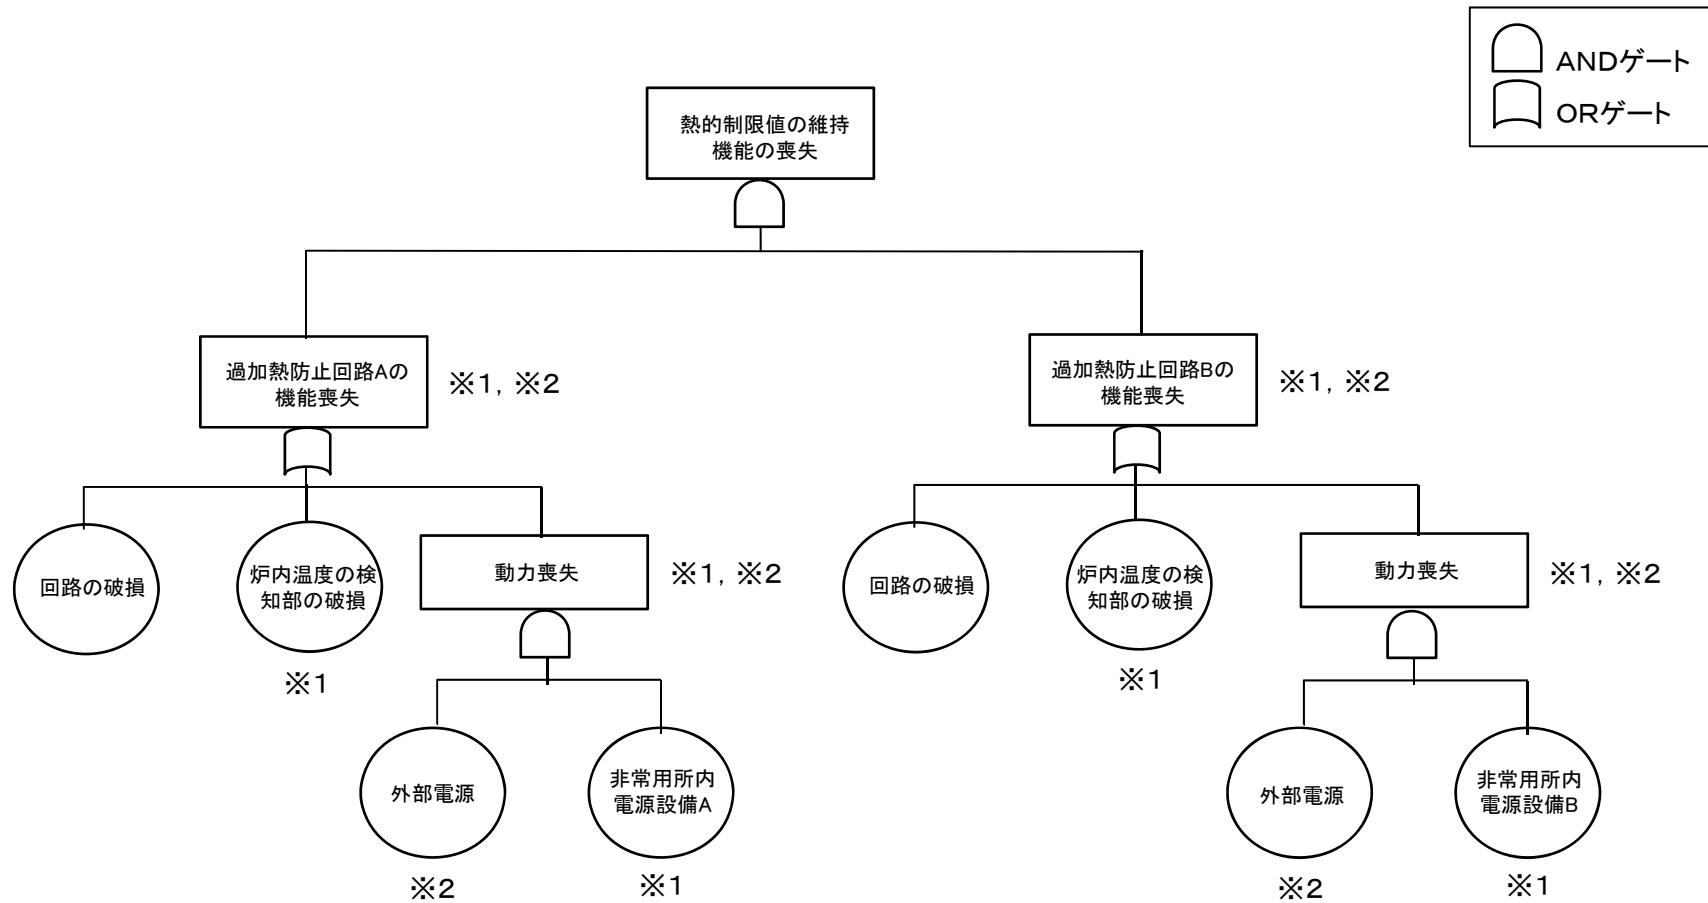 ANDゲート
ORゲート
熱的制限値の維持
機能の喪失
過加熱防止回路Aの
機能喪失
※1，※2
過加熱防止回路Bの
機能喪失
※1，※2
回路の破損
炉内温度の検
知部の破損
※1
動力喪失
※1，※2
回路の破損
炉内温度の検
知部の破損
※1
動力喪失
※1，※2
外部電源
※2
非常用所内
電源設備A
※1
外部電源
※2
非常用所内
電源設備B
※1